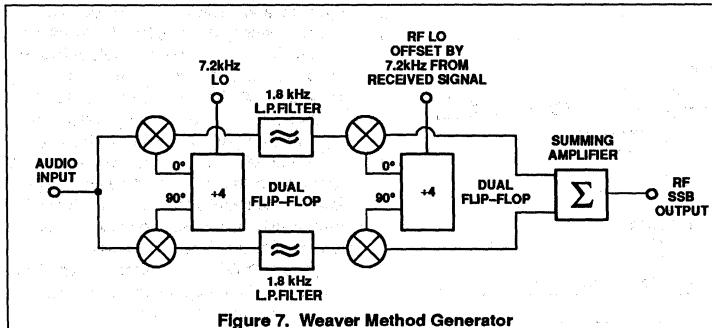 7.2kHz
LO
RF LO
OFFSET BY
7.2kHz FROM
RECEIVED SIGNAL
1.8 kHz
L.P.FILTER
SUMMING
AMPLIFIER
AUDIO
INPUT
0°
90°
÷4
DUAL
FLIP–FLOP
0°
90°
÷4
DUAL
FLIP–FLOP
Σ
RF
SSB
OUTPUT
1.8 kHz
L.P.FILTER
Figure 7. Weaver Method Generator